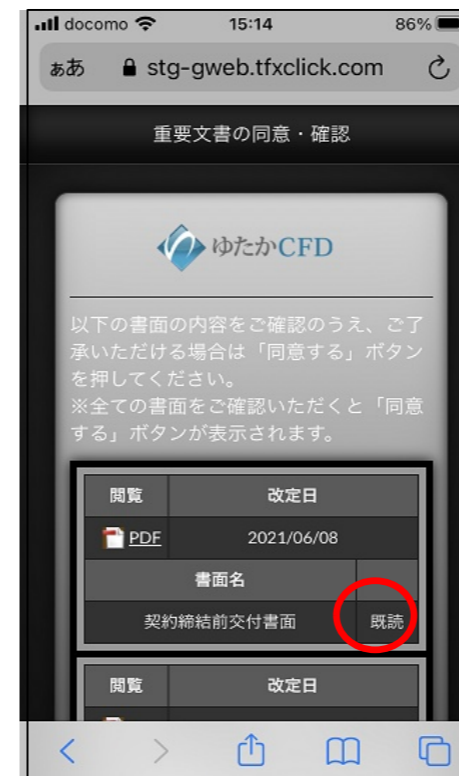 docomo 15:14 86%
ぁあ stg-gweb.tfxclick.com
重要文書の同意・確認
ゆたかCFD
以下の書面の内容をご確認のうえ、ご了
承いただける場合は「同意する」ボタン
を押してください。
※全ての書面をご確認いただくと「同意
する」ボタンが表示されます。
閲覧 改定日
PDF 2021/06/08
書面名
契約締結前交付書面 既読
閲覧 改定日